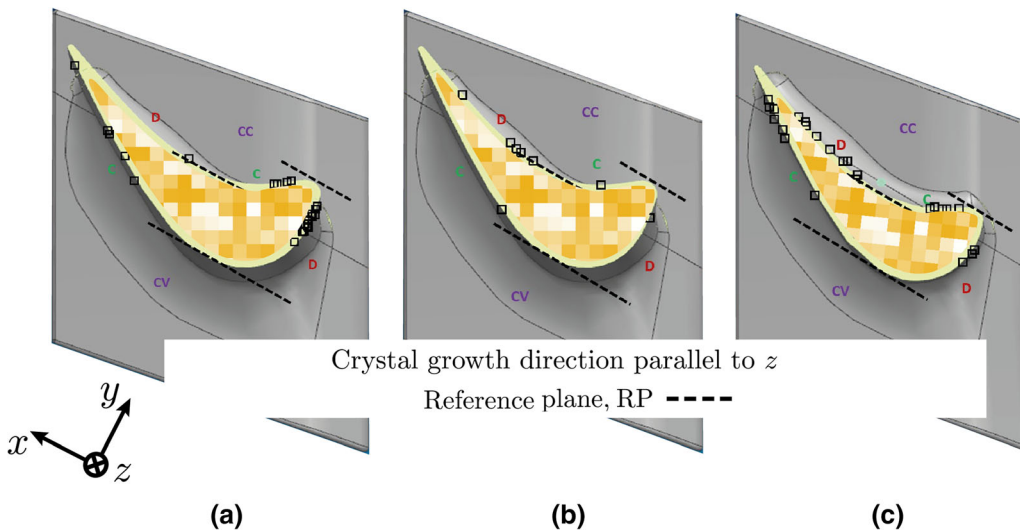 D
CC
C
C
D
CV
D
CC
C
C
D
CV
CC
D
C
C
C
D
CV
Crystal growth direction parallel to z
Reference plane, RP
y
x
z
(a)
(b)
(c)